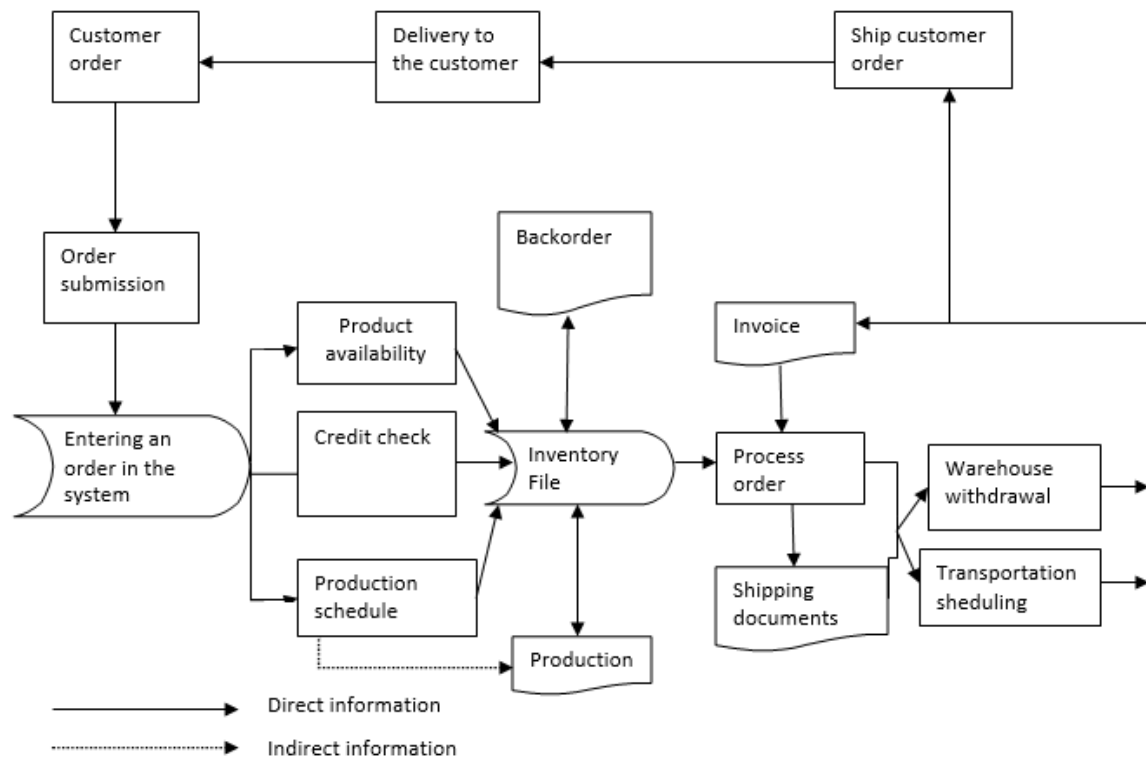 Customer
order
Delivery to
the customer
Ship customer
order
Order
submission
Backorder
Product
availability
Invoice
Entering an
order in the
system
Credit check
Inventory
File
Process
order
Warehouse
withdrawal
Production
schedule
Shipping
documents
Transportation
sheduling
Production
Direct information
Indirect information